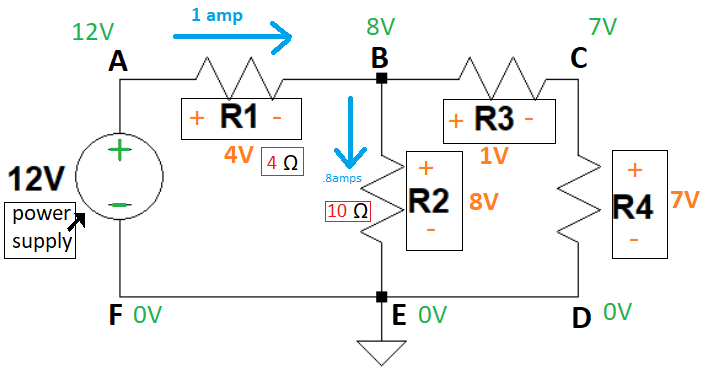 1 amp
12V
8V
7V
A
B
C
+ R1 -
+ R3 -
4V
4 Ω
1V
.8amps
+
-
12V
power
supply
10 Ω
+
R2
-
8V
+
R4
-
7V
F
0V
E
0V
D
0V